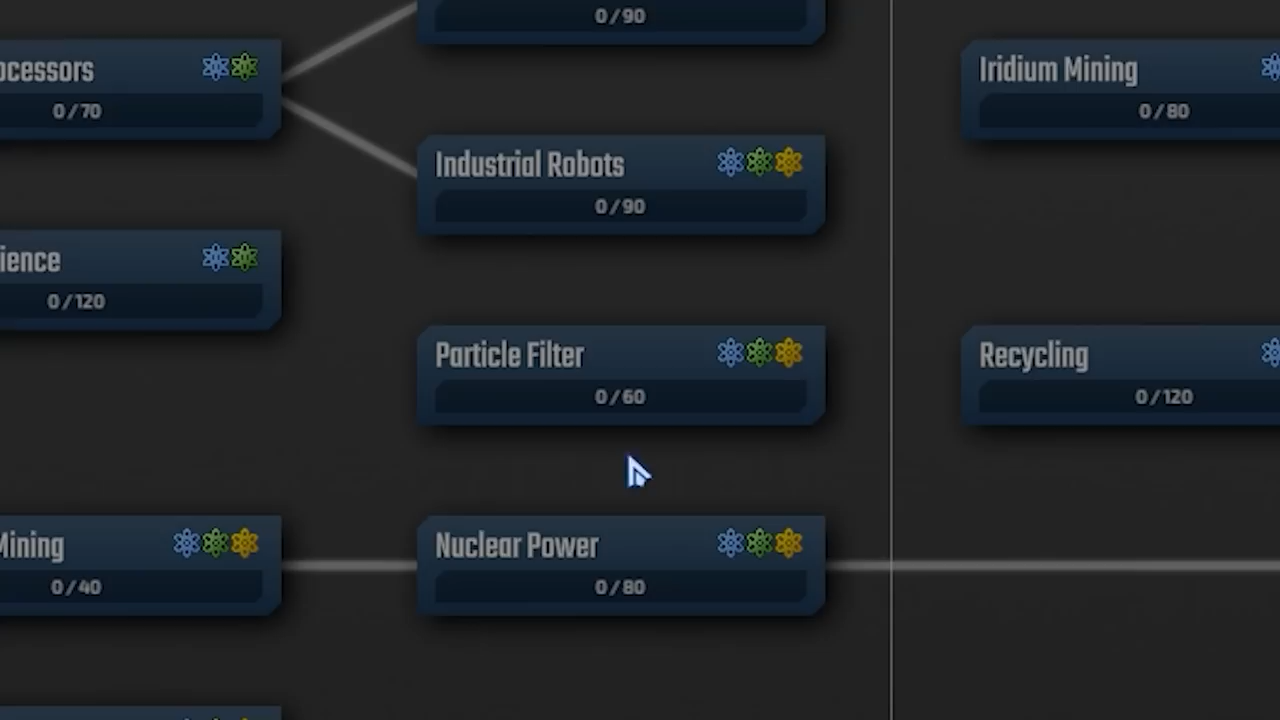 0/90
ocessors
0/70
Iridium Mining
0/80
Industrial Robots
0/90
ience
0/120
Particle Filter
0/60
Recycling
0/120
Mining
0/40
Nuclear Power
0/80